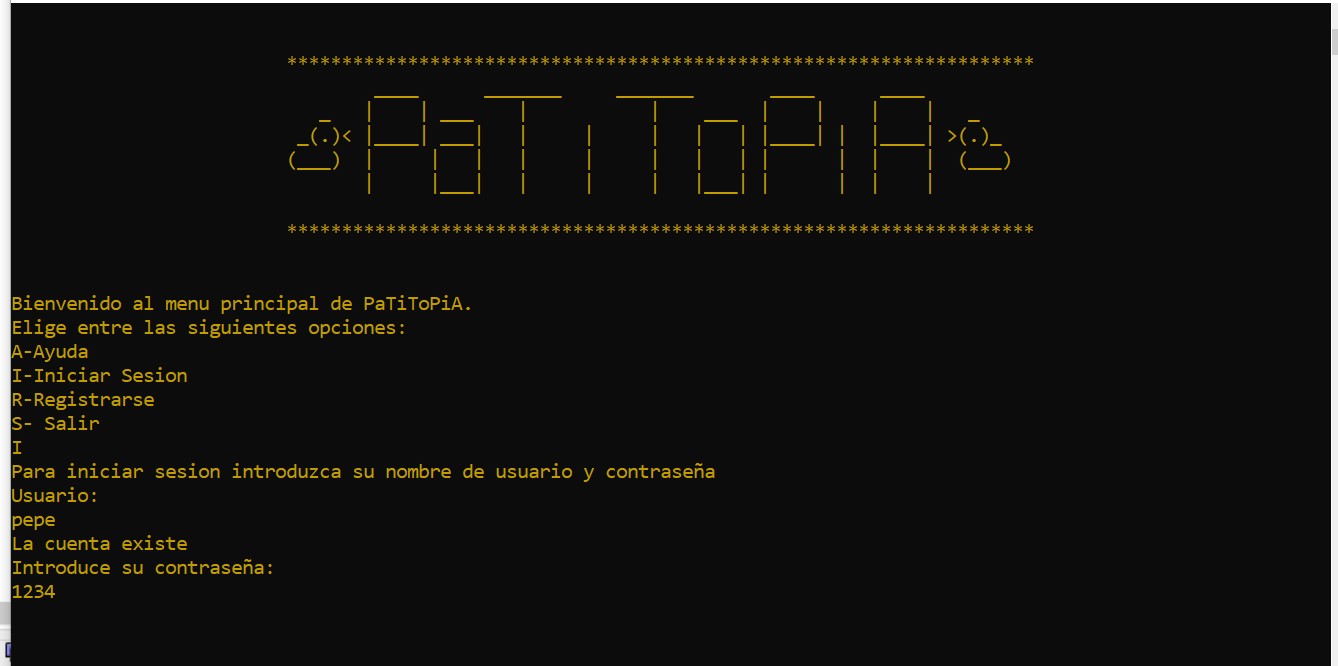 ********************************************************************
PaTiToPiA
********************************************************************
Bienvenido al menu principal de PaTiToPiA.
Elige entre las siguientes opciones:
A-Ayuda
I-Iniciar Sesion
R-Registrarse
S- Salir
I
Para iniciar sesion introduzca su nombre de usuario y contraseña
Usuario:
pepe
La cuenta existe
Introduce su contraseña:
1234